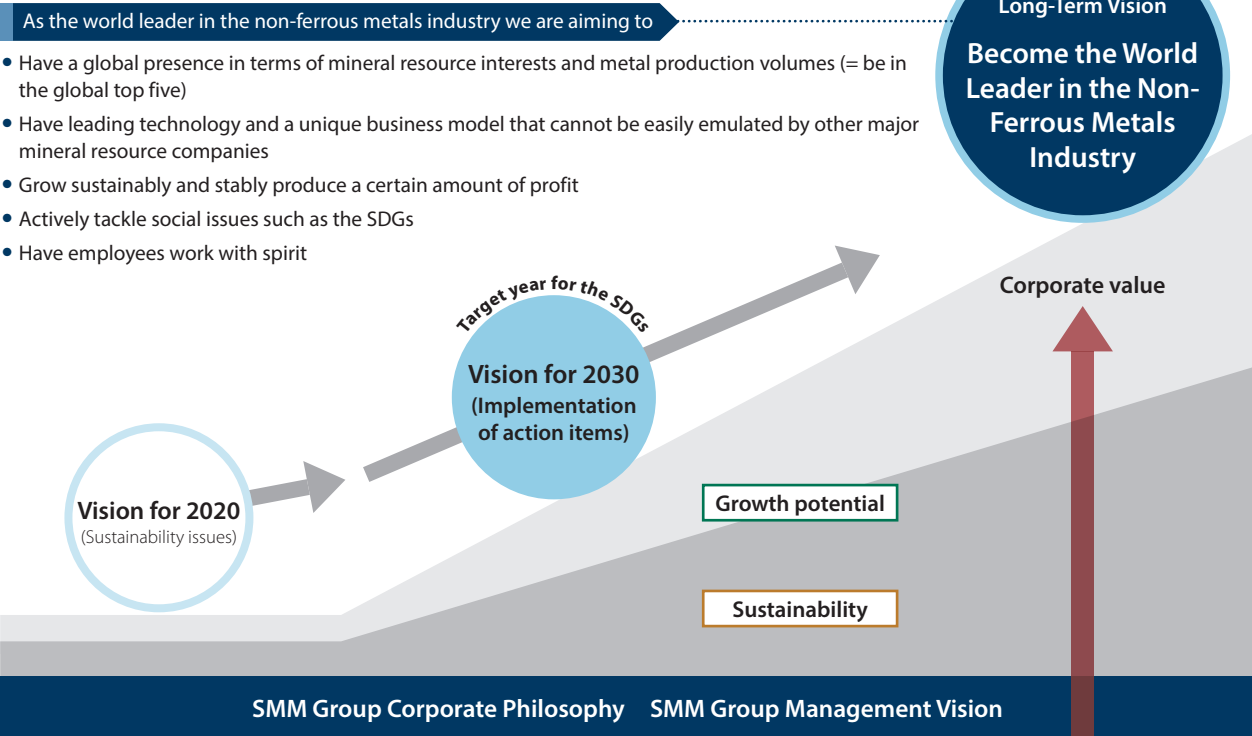 As the world leader in the non-ferrous metals industry we are aiming to
• Have a global presence in terms of mineral resource interests and metal production volumes (= be in
the global top five)
• Have leading technology and a unique business model that cannot be easily emulated by other major
mineral resource companies
• Grow sustainably and stably produce a certain amount of profit
• Actively tackle social issues such as the SDGs
• Have employees work with spirit
Long-Term Vision
Become the World
Leader in the Non-
Ferrous Metals
Industry
Target year for the SDGs
Vision for 2030
(Implementation
of action items)
Corporate value
Vision for 2020
(Sustainability issues)
Growth potential
Sustainability
SMM Group Corporate Philosophy SMM Group Management Vision